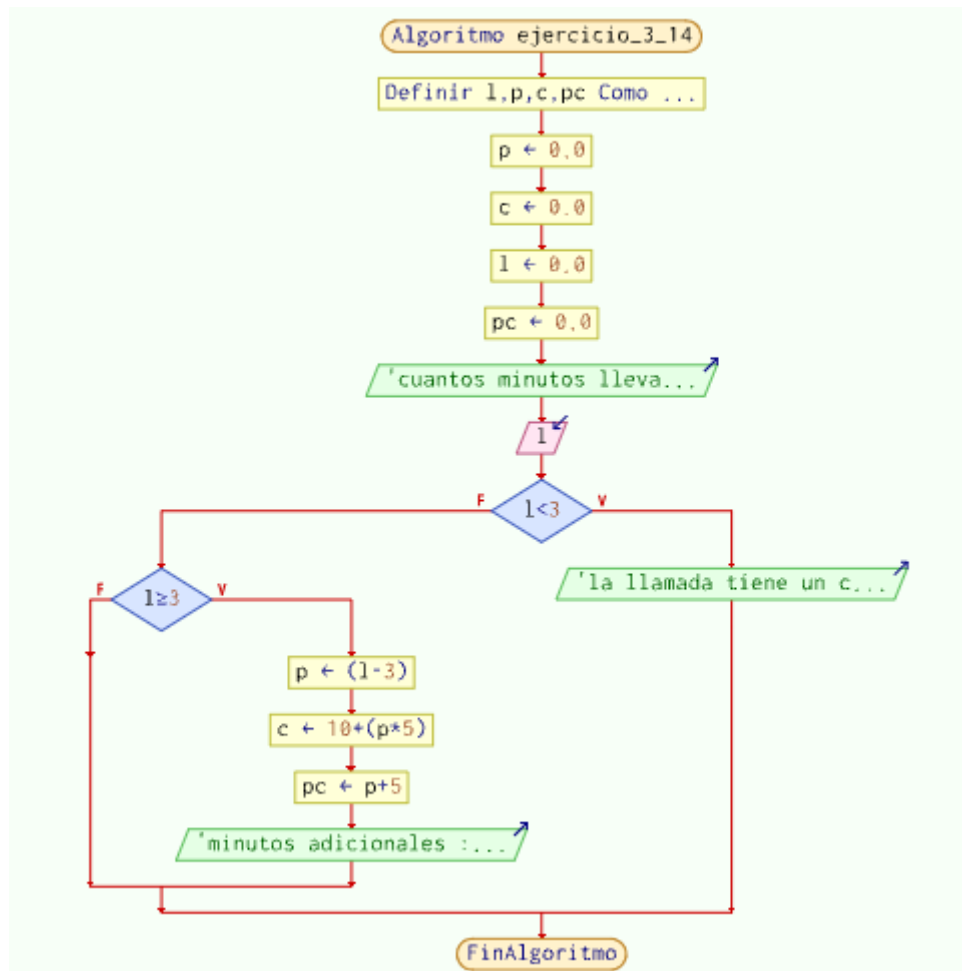 Algoritmo ejercicio_3_14
Definir l,p,c,pc Como ...
p ← 0.0
c ← 0.0
l ← 0.0
pc ← 0.0
'cuantos minutos lleva...
l
F
l<3
V
F
l≥3
V
'la llamada tiene un c...
p ← (l-3)
c ← 10+(p*5)
pc ← p+5
'minutos adicionales :...
FinAlgoritmo